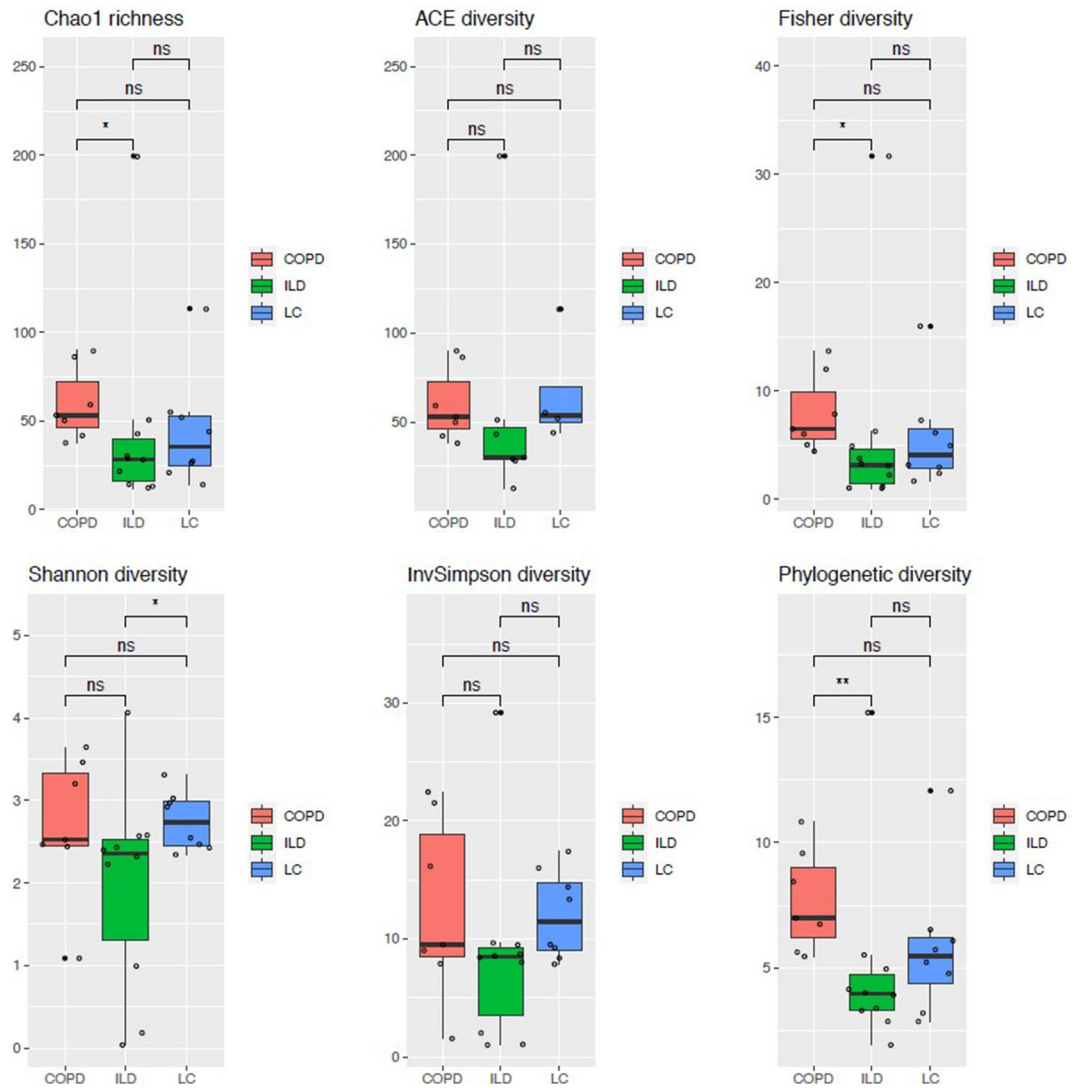 Chao1 richness
ns
250
ns
*
200
150
100
50
0
COPD ILD LC
COPD
ILD
LC
ACE diversity
ns
250
ns
ns
200
150
100
50
0
COPD ILD LC
COPD
ILD
LC
Fisher diversity
ns
40
ns
*
30
20
10
0
COPD ILD LC
COPD
ILD
LC
Shannon diversity
*
5
ns
ns
4
3
2
1
0
COPD ILD LC
COPD
ILD
LC
InvSimpson diversity
ns
ns
ns
30
20
10
0
COPD ILD LC
COPD
ILD
LC
Phylogenetic diversity
ns
ns
**
15
10
5
COPD ILD LC
COPD
ILD
LC